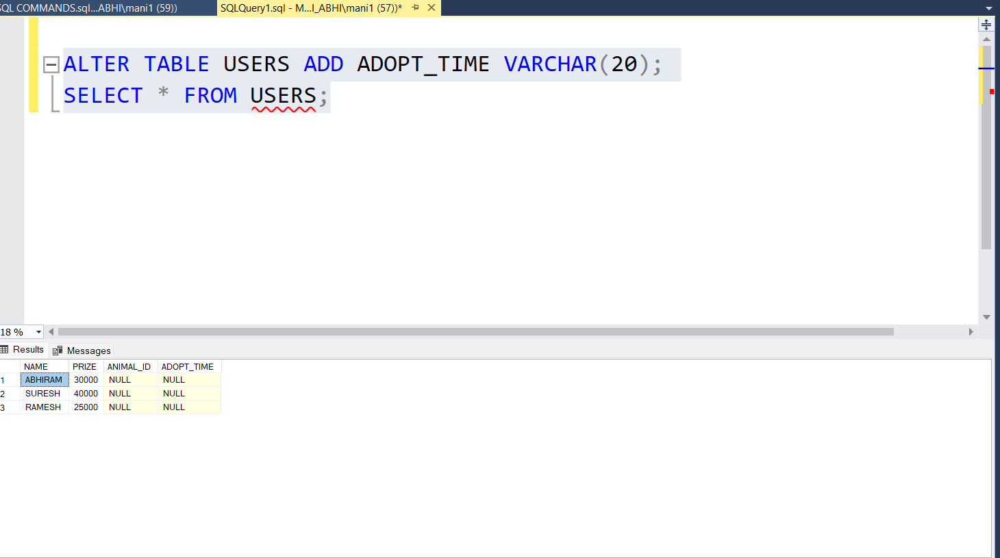 SQL COMMANDS.sql...ABHI\mani1 (59)) SQLQuery1.sql - M...I_ABHI\mani1 (57))*
ALTER TABLE USERS ADD ADOPT_TIME VARCHAR(20);
SELECT * FROM USERS;
18 %
Results Messages
NAME PRIZE ANIMAL_ID ADOPT_TIME
1 ABHIRAM 30000 NULL NULL
2 SURESH 40000 NULL NULL
3 RAMESH 25000 NULL NULL